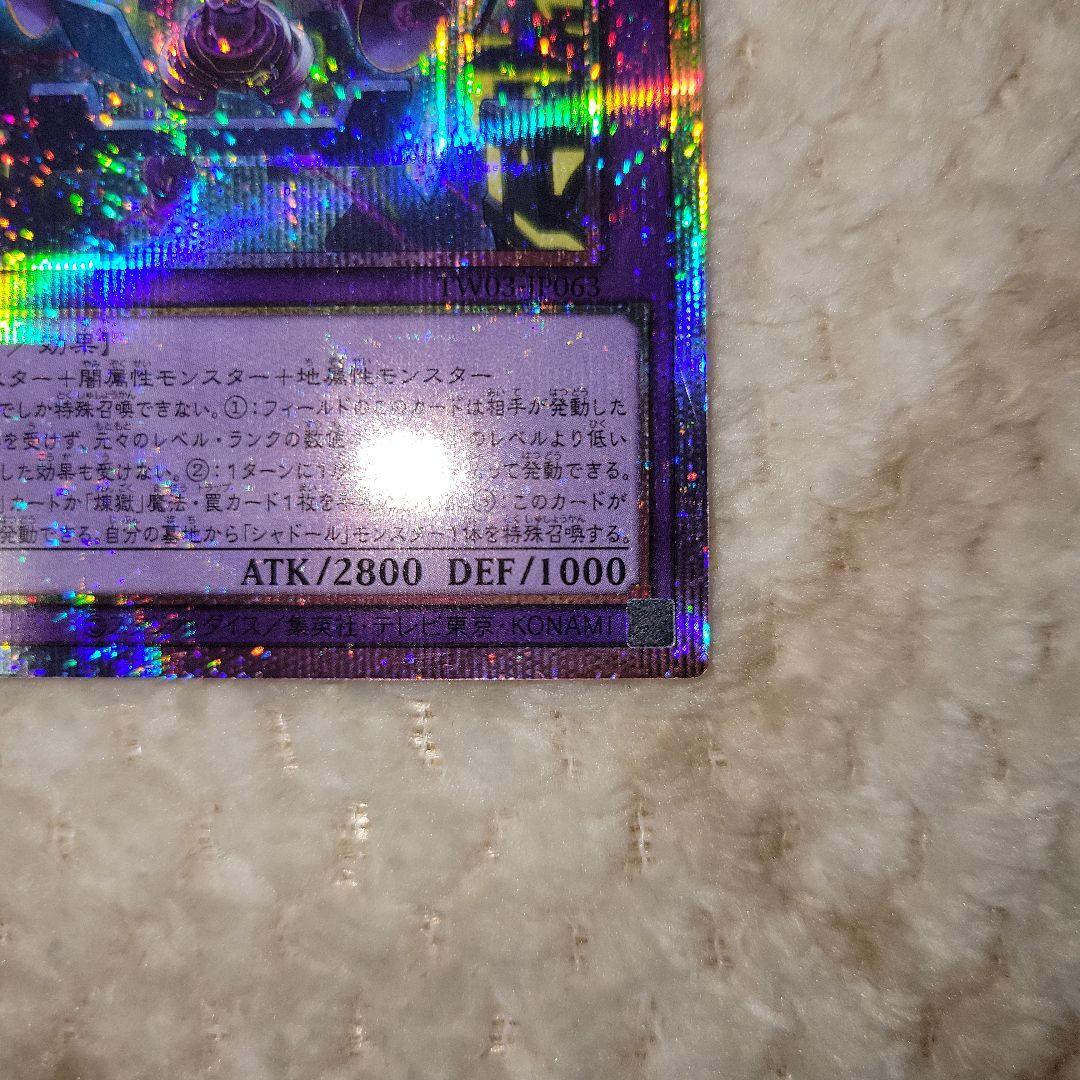 TW03-JP063
効果】
スター＋闇属性モンスター＋地属性モンスター
でしか特殊召喚できない。①：フィールドのこのカードは相手が発動した
を受けず、元々のレベル・ランクの数値 のレベルより低い
した効果も受けない。②：1ターンに1 って発動できる。
」カードか「煉獄」魔法・罠カード1枚を ③：このカードが
発動できる。自分の墓地から「シャドール」モンスター1体を特殊召喚する。
ATK/2800 DEF/1000
ダイス／集英社・テレビ東京・KONAMI